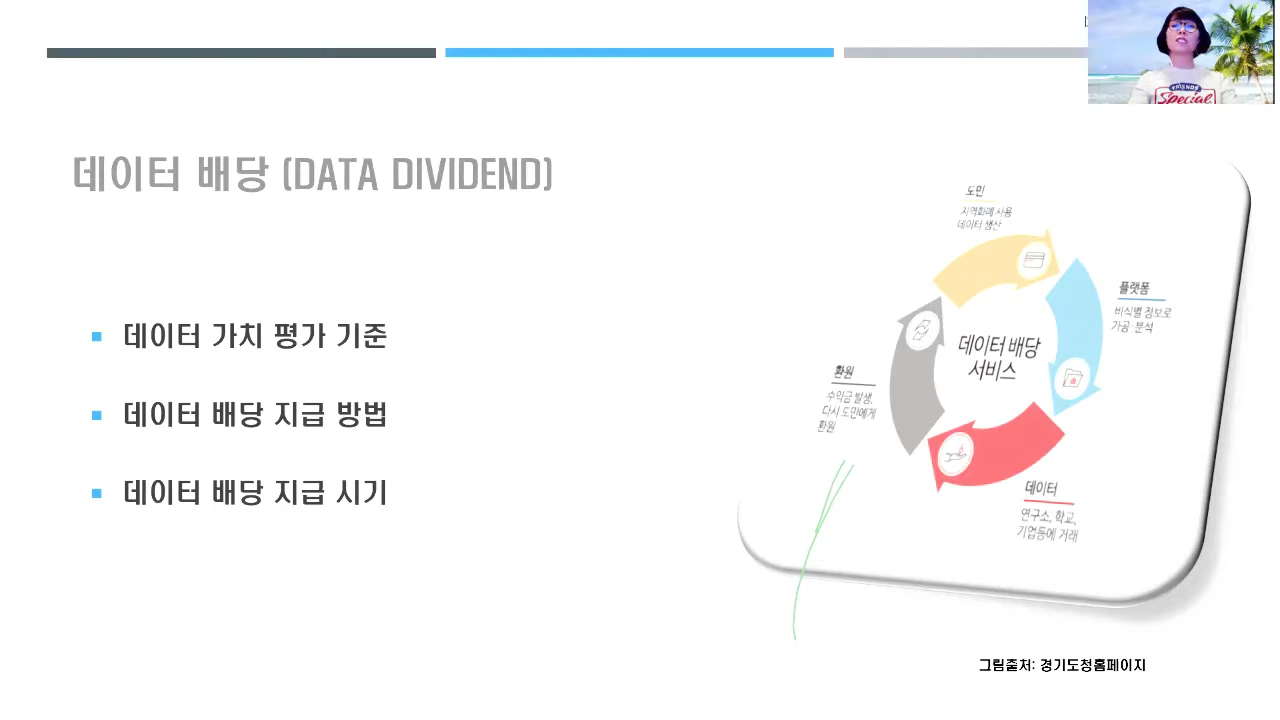 데이터 배당 (DATA DIVIDEND)
데이터 가치 평가 기준
데이터 배당 지급 방법
데이터 배당 지급 시기
도민
지역화폐 사용
데이터 생산
플랫폼
비식별 정보로
가공·분석
데이터 배당
서비스
환원
수익금 발생,
다시 도민에게
환원
데이터
연구소, 학교,
기업등에 거래
그림출처: 경기도청홈페이지
FRIENDS
Special